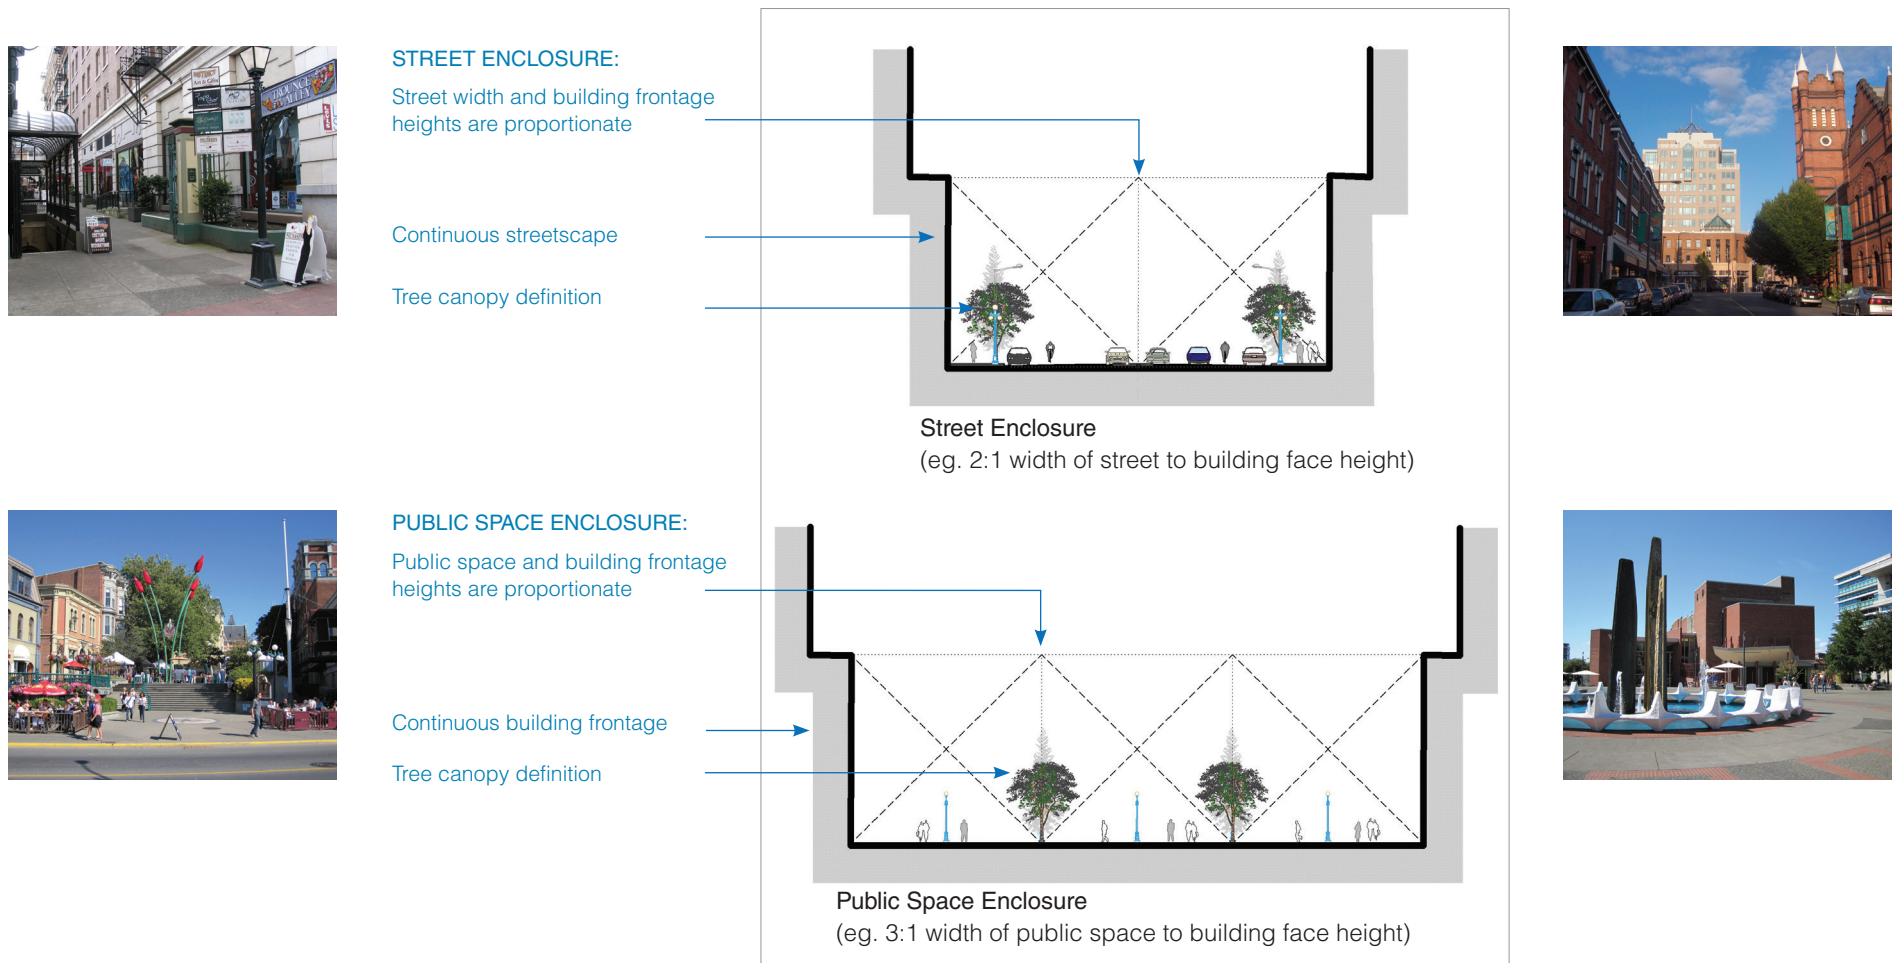 STREET ENCLOSURE:
Street width and building frontage
heights are proportionate
Continuous streetscape
Tree canopy definition
Street Enclosure
(eg. 2:1 width of street to building face height)
PUBLIC SPACE ENCLOSURE:
Public space and building frontage
heights are proportionate
Continuous building frontage
Tree canopy definition
Public Space Enclosure
(eg. 3:1 width of public space to building face height)
TROUNCE
ALLEY